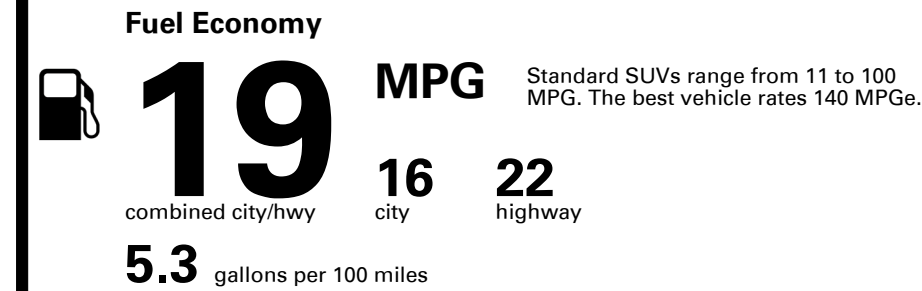 Fuel Economy
19 MPG
Standard SUVs range from 11 to 100
MPG. The best vehicle rates 140 MPGe.
combined city/hwy
16
city
22
highway
5.3 gallons per 100 miles